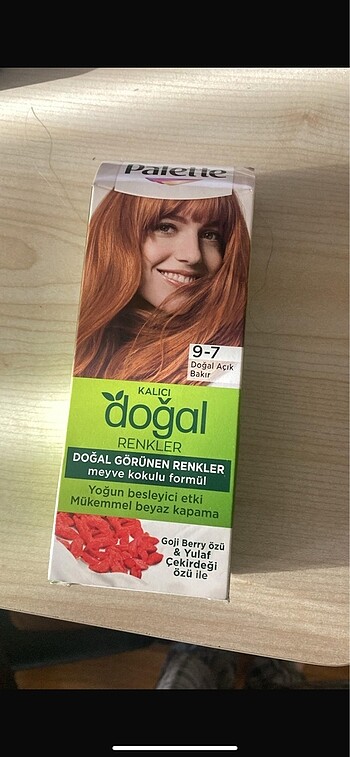 Palette
9-7
Doğal Açık
Bakır
KALICI
doğal
RENKLER
DOĞAL GÖRÜNEN RENKLER
meyve kokulu formül
Yoğun besleyici etki
Mükemmel beyaz kapama
Goji Berry özü
& Yulaf
Çekirdeği
özü ile